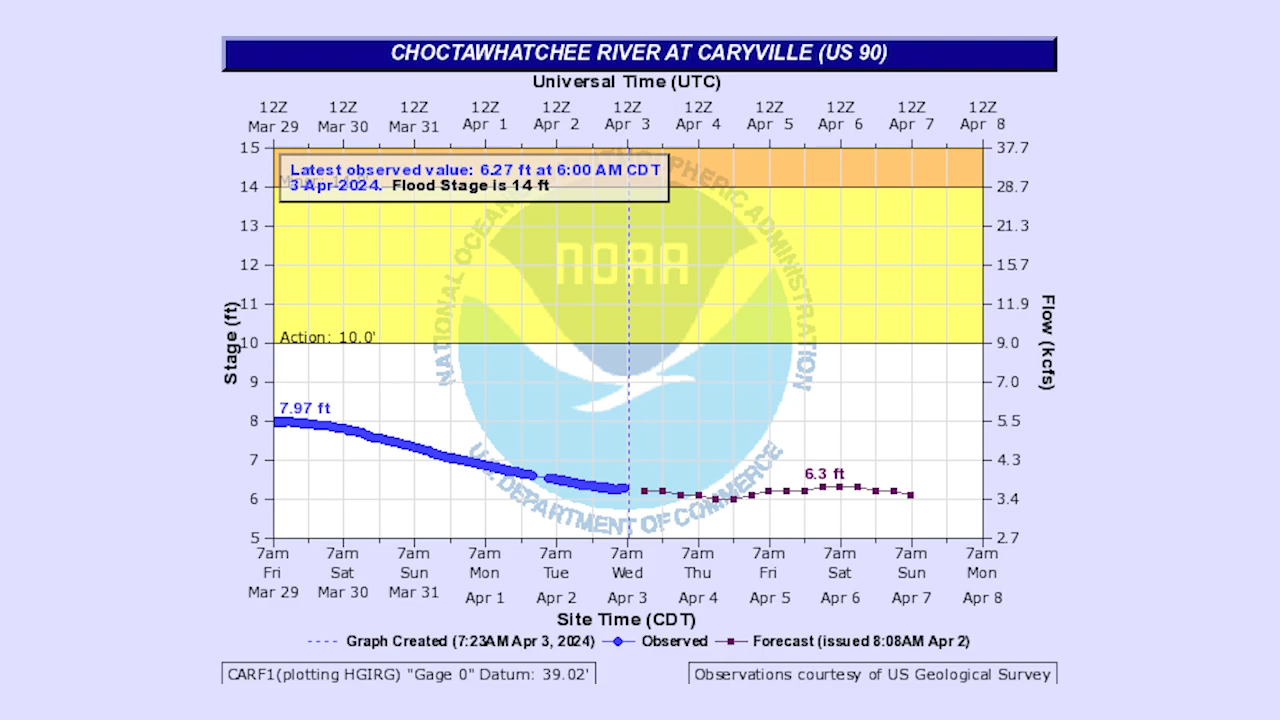 CHOCTAWHATCHEE RIVER AT CARYVILLE (US 90)
Universal Time (UTC)
12Z 12Z 12Z 12Z 12Z 12Z 12Z 12Z 12Z 12Z 12Z
Mar 29 Mar 30 Mar 31 Apr 1 Apr 2 Apr 3 Apr 4 Apr 5 Apr 6 Apr 7 Apr 8
15 37.7
Latest observed value: 6.27 ft at 6:00 AM CDT
3-Apr-2024. Flood Stage is 14 ft
14 28.7
13 21.3
12 15.7
11 11.9
Action: 10.0'
10 9.0
9 7.0
7.97 ft
8 5.5
7 4.3
6.3 ft
6 3.4
5 2.7
Stage (ft)
Flow (kcfs)
NOAA
NATIONAL OCEANIC AND ATMOSPHERIC ADMINISTRATION
U.S. DEPARTMENT OF COMMERCE
7am 7am 7am 7am 7am 7am 7am 7am 7am 7am 7am
Fri Sat Sun Mon Tue Wed Thu Fri Sat Sun Mon
Mar 29 Mar 30 Mar 31 Apr 1 Apr 2 Apr 3 Apr 4 Apr 5 Apr 6 Apr 7 Apr 8
Site Time (CDT)
Graph Created (7:23AM Apr 3, 2024) Observed Forecast (issued 8:08AM Apr 2)
CARF1(plotting HGIRG) "Gage 0" Datum: 39.02'
Observations courtesy of US Geological Survey